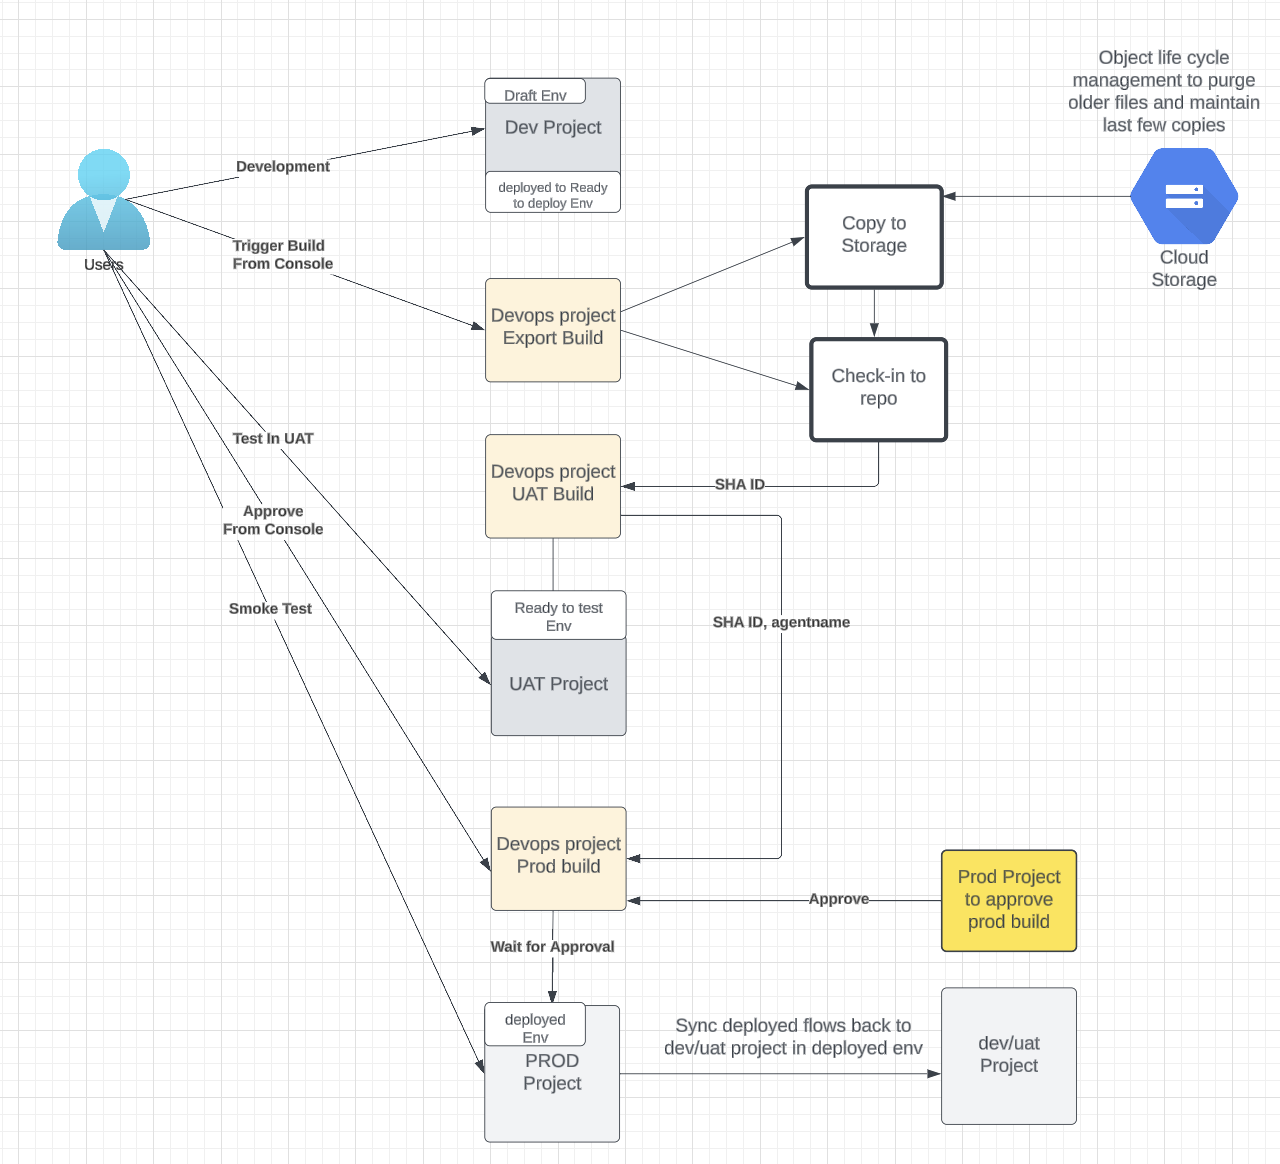 Object life cycle
management to purge
older files and maintain
last few copies
Draft Env
Dev Project
deployed to Ready
to deploy Env
Development
Users
Trigger Build
From Console
Copy to
Storage
Cloud
Storage
Devops project
Export Build
Check-in to
repo
Test In UAT
Devops project
UAT Build
SHA ID
Approve
From Console
Smoke Test
Ready to test
Env
UAT Project
SHA ID, agentname
Devops project
Prod build
Approve
Prod Project
to approve
prod build
Wait for Approval
deployed
Env
PROD
Project
Sync deployed flows back to
dev/uat project in deployed env
dev/uat
Project